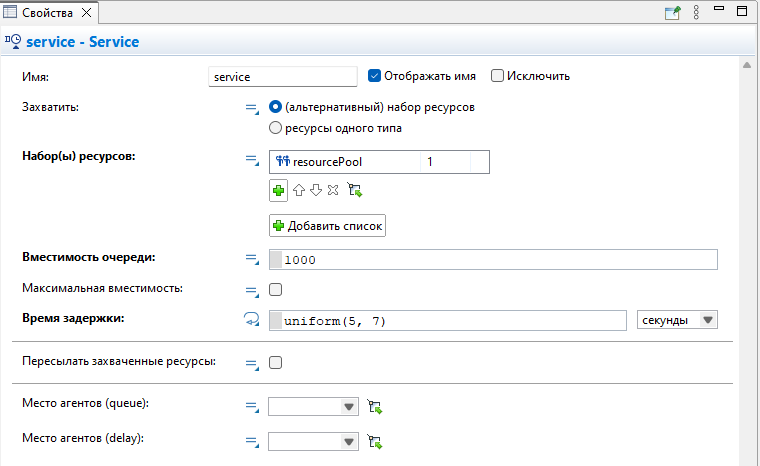 Свойства
service - Service
Имя: service Отображать имя Исключить
Захватить: (альтернативный) набор ресурсов
ресурсы одного типа
Набор(ы) ресурсов: resourcePool 1
Добавить список
Вместимость очереди: 1000
Максимальная вместимость:
Время задержки: uniform(5, 7) секунды
Пересылать захваченные ресурсы:
Место агентов (queue):
Место агентов (delay):